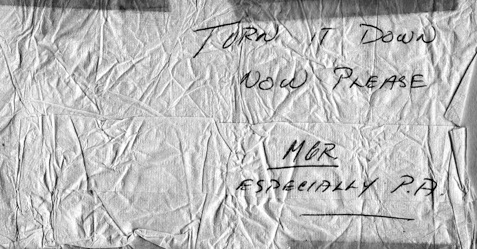 TURN IT DOWN
NOW PLEASE
MGR
ESPECIALLY P.A.